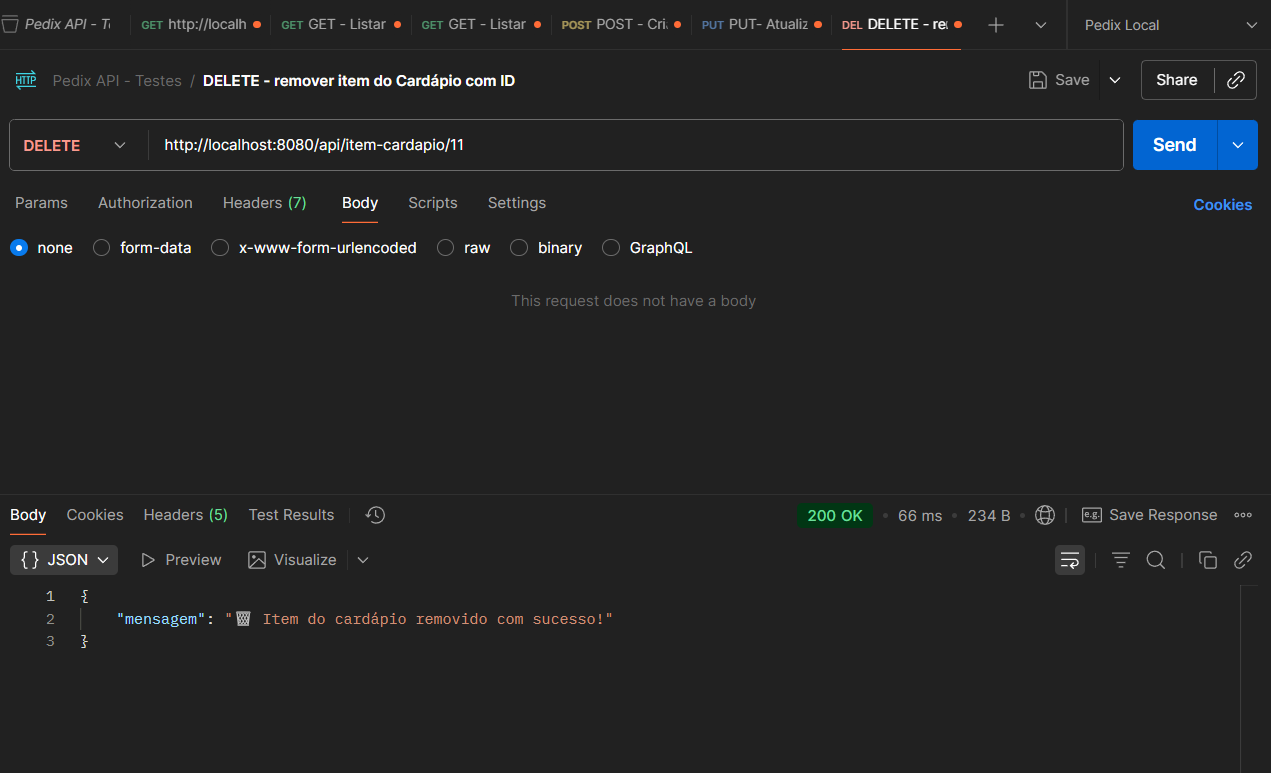 Pedix API - Te GET http://localh GET GET - Listar GET GET - Listar POST POST - Cri PUT PUT- Atualiz DEL DELETE - re Pedix Local
HTTP Pedix API - Testes / DELETE - remover item do Cardápio com ID Save Share
DELETE http://localhost:8080/api/item-cardapio/11 Send
Params Authorization Headers (7) Body Scripts Settings Cookies
none form-data x-www-form-urlencoded raw binary GraphQL
This request does not have a body
Body Cookies Headers (5) Test Results 200 OK • 66 ms • 234 B • e.g. Save Response
{} JSON Preview Visualize
1 {
2 "mensagem": "🗑 Item do cardápio removido com sucesso!"
3 }